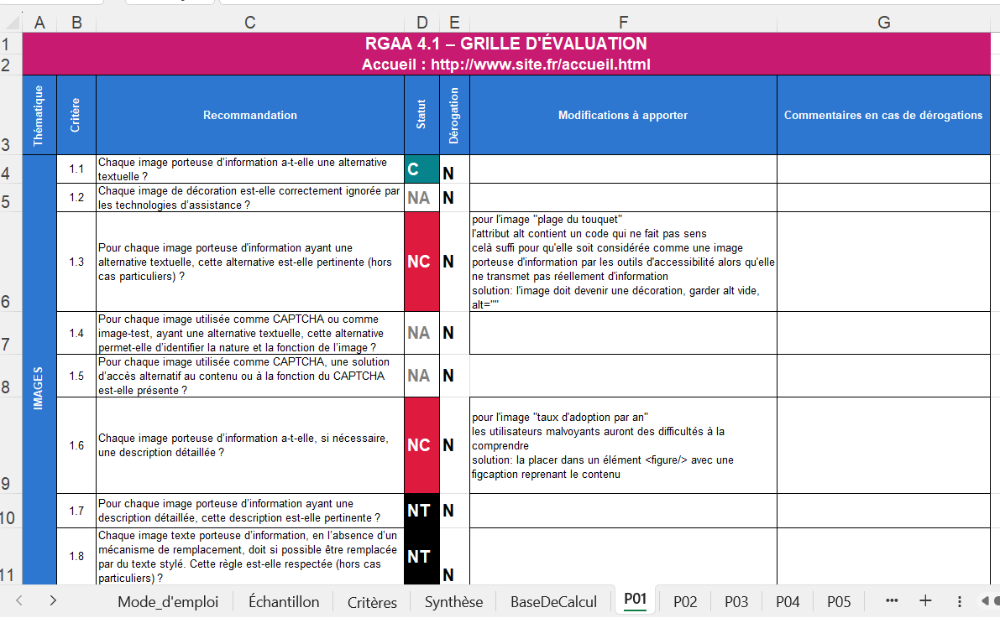 A B C D E F G
1 RGAA 4.1 – GRILLE D'ÉVALUATION
2 Accueil : http://www.site.fr/accueil.html
3 Thématique Critère Recommandation Statut Dérogation Modifications à apporter Commentaires en cas de dérogations
IMAGES
4 1.1 Chaque image porteuse d’information a-t-elle une alternative
textuelle ? C N
5 1.2 Chaque image de décoration est-elle correctement ignorée par
les technologies d’assistance ? NA N
6 1.3 Pour chaque image porteuse d'information ayant une
alternative textuelle, cette alternative est-elle pertinente (hors
cas particuliers) ? NC N
pour l'image "plage du touquet"
l'attribut alt contient un code qui ne fait pas sens
celà suffi pour qu'elle soit considérée comme une image
porteuse d'information par les outils d'accessibilité alors qu'elle
ne transmet pas réellement d'information
solution: l'image doit devenir une décoration, garder alt vide,
alt=""
7 1.4 Pour chaque image utilisée comme CAPTCHA ou comme
image-test, ayant une alternative textuelle, cette alternative
permet-elle d’identifier la nature et la fonction de l’image ? NA N
8 1.5 Pour chaque image utilisée comme CAPTCHA, une solution
d’accès alternatif au contenu ou à la fonction du CAPTCHA
est-elle présente ? NA N
9 1.6 Chaque image porteuse d’information a-t-elle, si nécessaire,
une description détaillée ? NC N
pour l'image "taux d'adoption par an"
les utilisateurs malvoyants auront des difficultés à la
comprendre
solution: la placer dans un élément <figure/> avec une
figcaption reprenant le contenu
10 1.7 Pour chaque image porteuse d’information ayant une
description détaillée, cette description est-elle pertinente ? NT N
11 1.8 Chaque image texte porteuse d’information, en l’absence d’un
mécanisme de remplacement, doit si possible être remplacée
par du texte stylé. Cette règle est-elle respectée (hors cas
particuliers) ? NT N
Mode_d'emploi Échantillon Critères Synthèse BaseDeCalcul P01 P02 P03 P04 P05